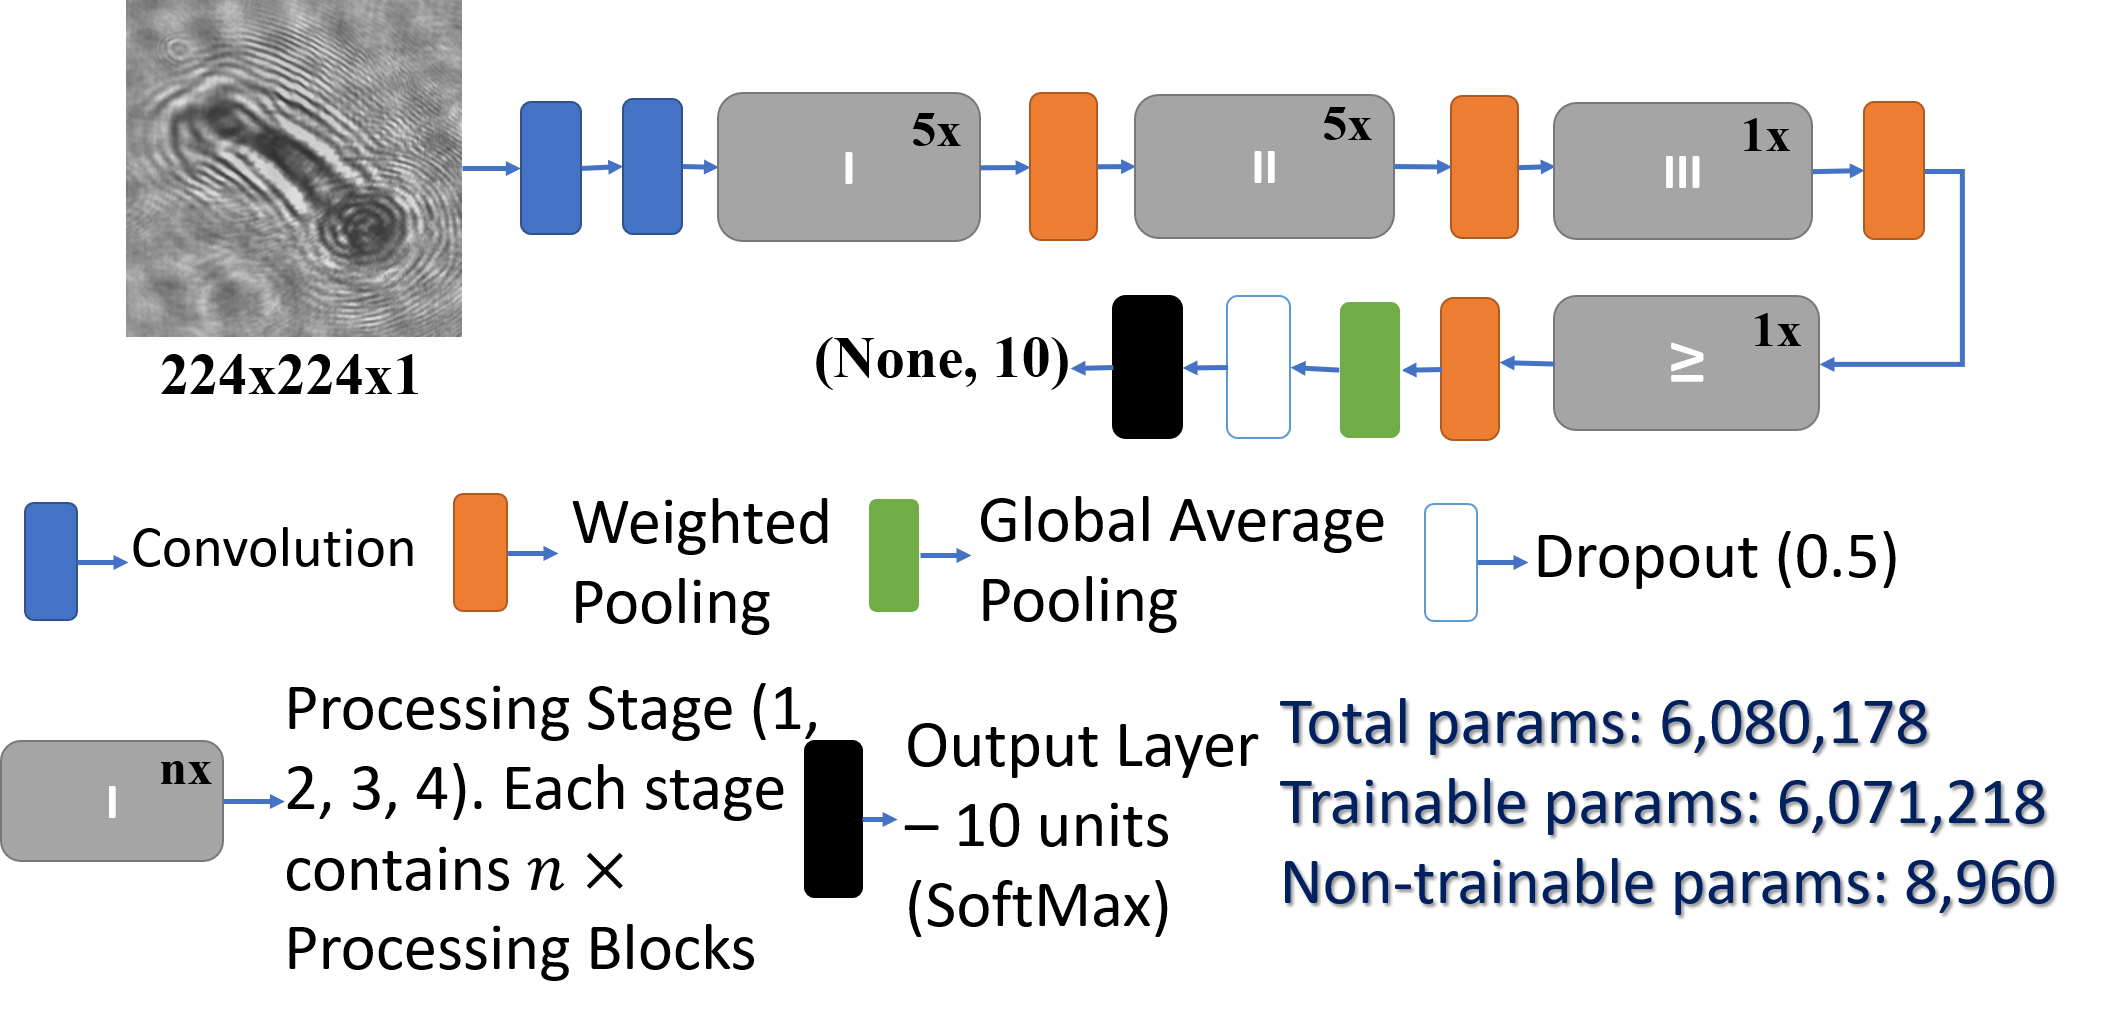 5x
I
5x
II
1x
III
224x224x1
(None, 10)
1x
≥
Convolution
Weighted
Pooling
Global Average
Pooling
Dropout (0.5)
nx
I
Processing Stage (1,
2, 3, 4). Each stage
contains 𝑛 ×
Processing Blocks
Output Layer
– 10 units
(SoftMax)
Total params: 6,080,178
Trainable params: 6,071,218
Non-trainable params: 8,960